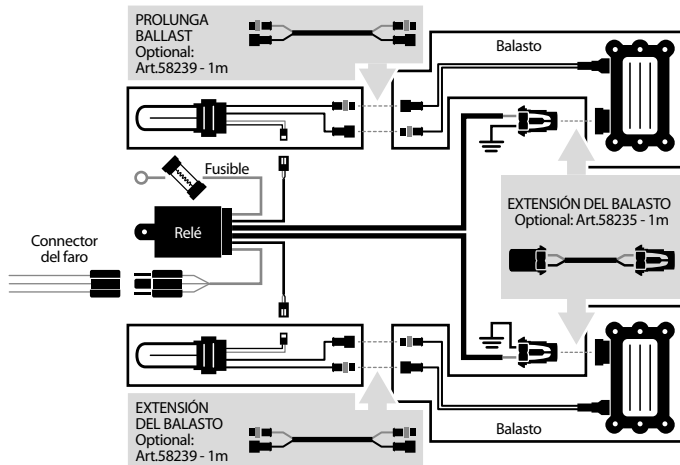 PROLUNGA
BALLAST
Optional:
Art.58239 - 1m
Balasto
Fusible
Relé
Connector
del faro
EXTENSIÓN DEL BALASTO
Optional: Art.58235 - 1m
EXTENSIÓN
DEL BALASTO
Optional:
Art.58239 - 1m
Balasto